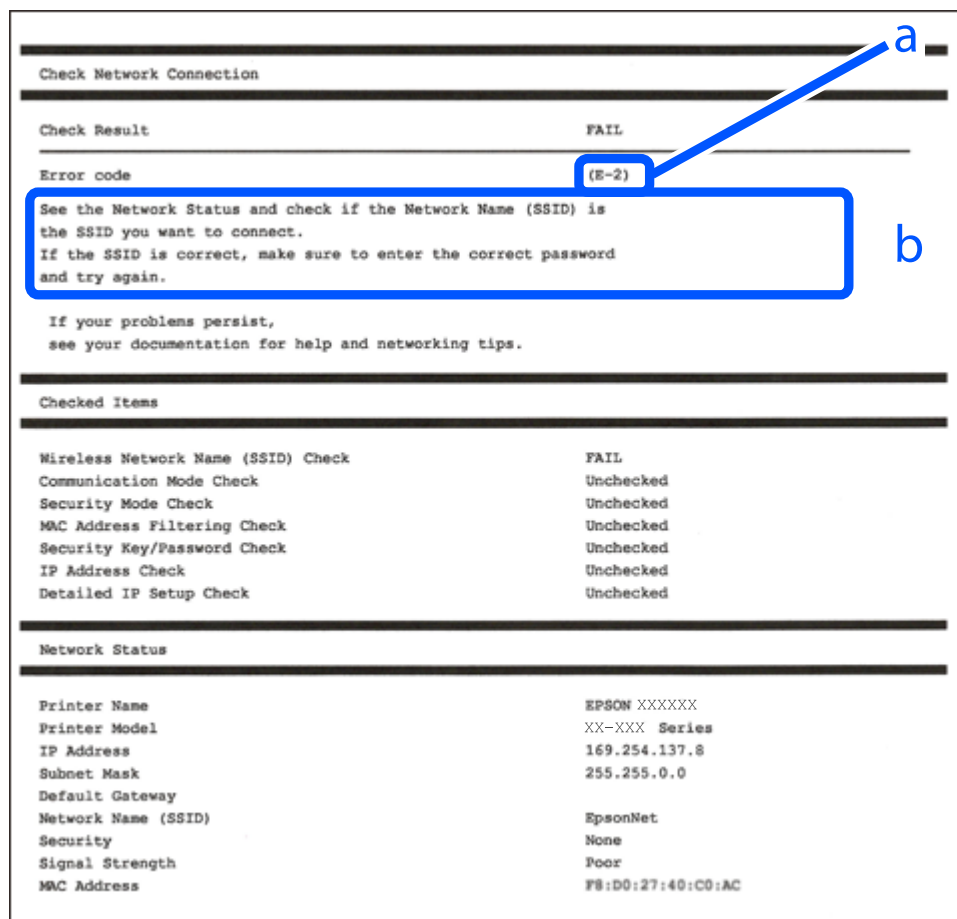 a
Check Network Connection
Check Result FAIL
Error code (E-2)
See the Network Status and check if the Network Name (SSID) is
the SSID you want to connect.
If the SSID is correct, make sure to enter the correct password
and try again.
b
If your problems persist,
see your documentation for help and networking tips.
Checked Items
Wireless Network Name (SSID) Check FAIL
Communication Mode Check Unchecked
Security Mode Check Unchecked
MAC Address Filtering Check Unchecked
Security Key/Password Check Unchecked
IP Address Check Unchecked
Detailed IP Setup Check Unchecked
Network Status
Printer Name EPSON XXXXXX
Printer Model XX-XXX Series
IP Address 169.254.137.8
Subnet Mask 255.255.0.0
Default Gateway
Network Name (SSID) EpsonNet
Security None
Signal Strength Poor
MAC Address F8:D0:27:40:C0:AC